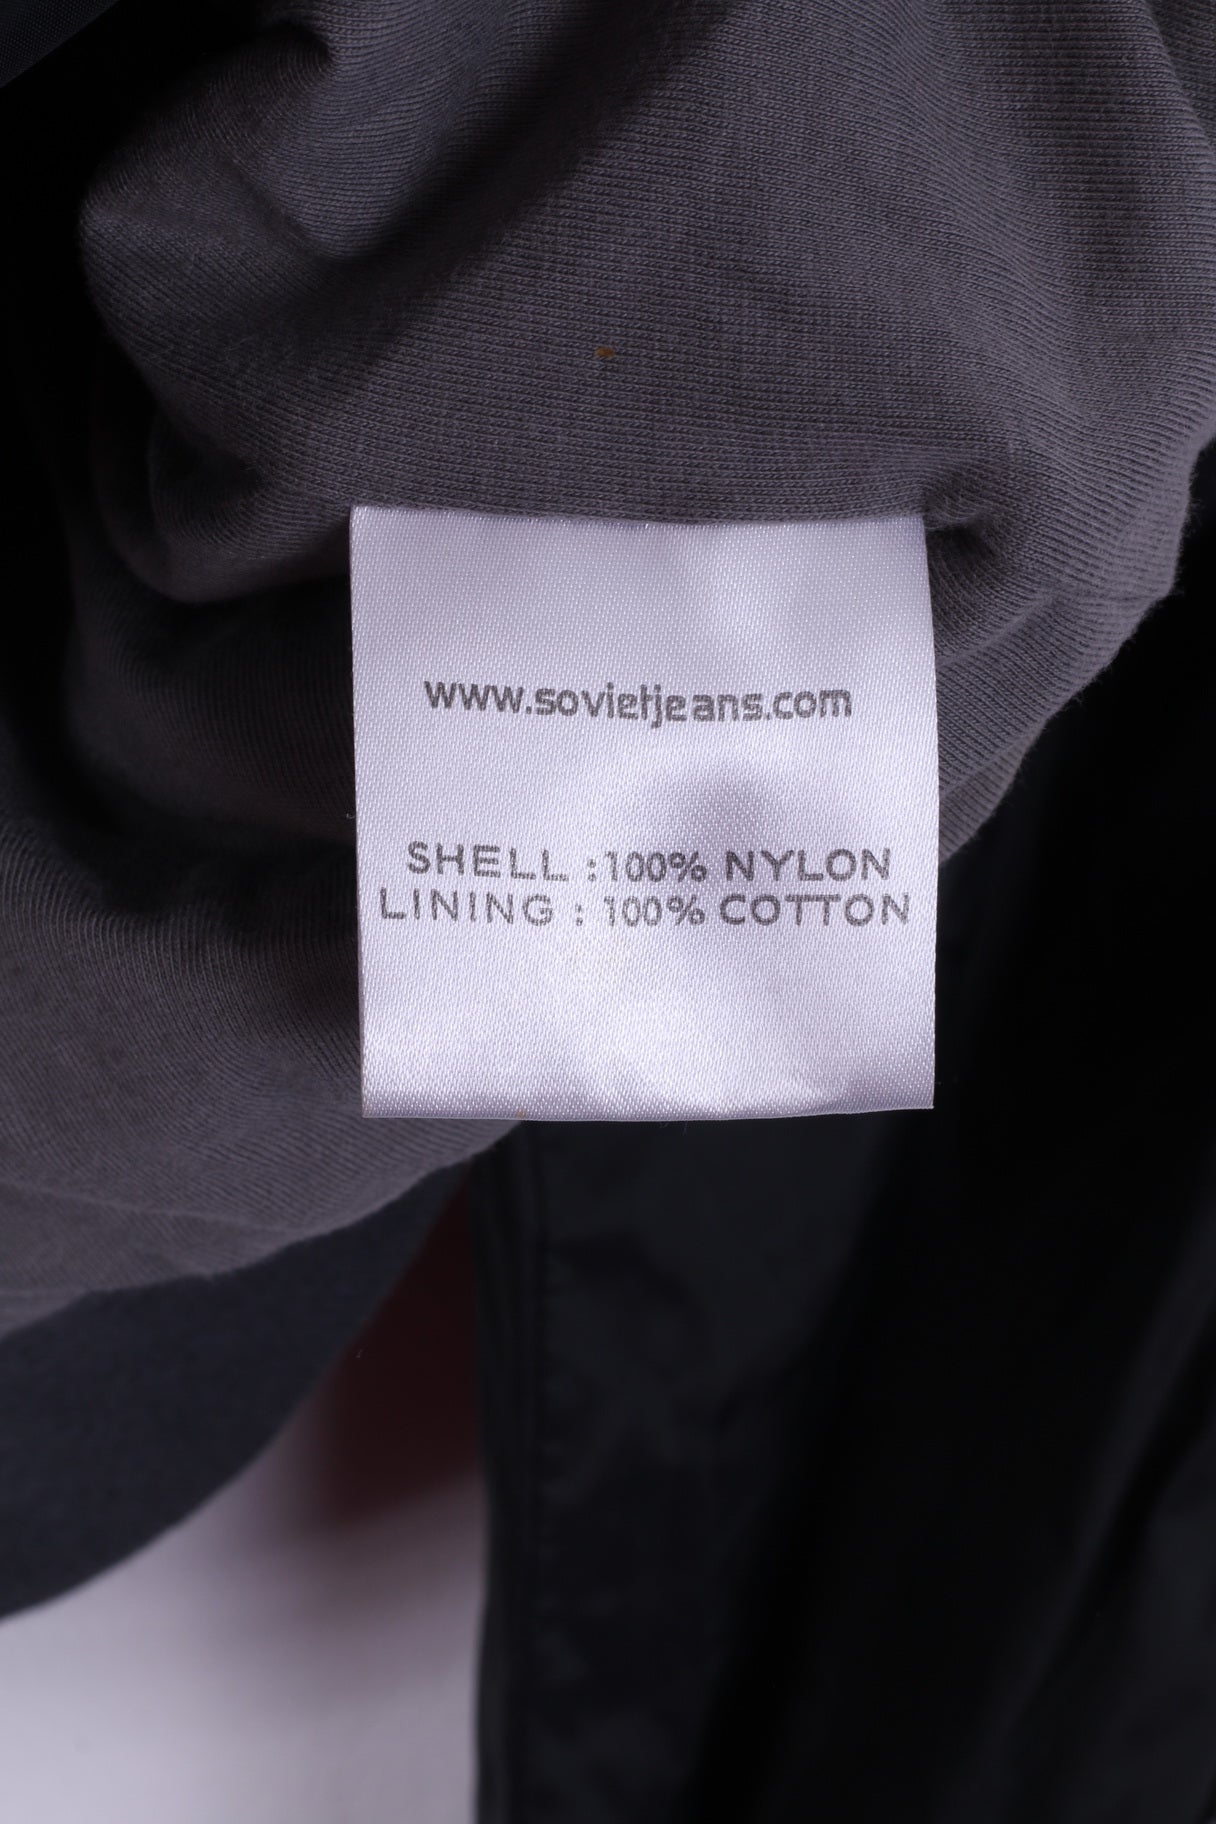 www.sovietjeans.com
SHELL :100% NYLON
LINING : 100% COTTON